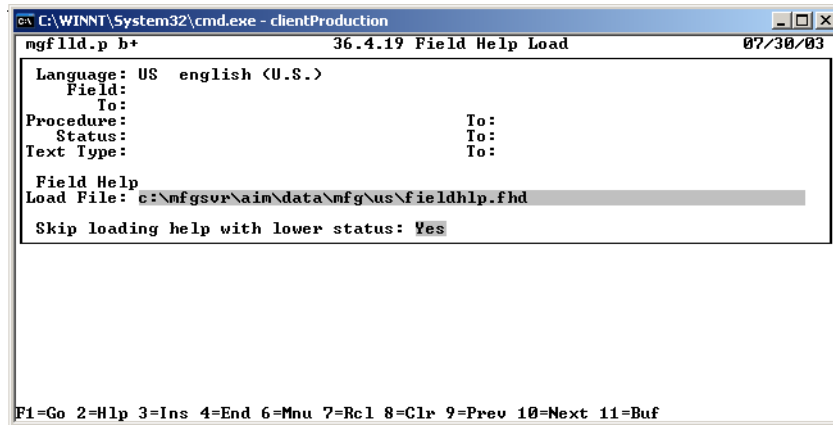 C:\WINNT\System32\cmd.exe - clientProduction
mgflld.p b+ 36.4.19 Field Help Load 07/30/03
Language: US english (U.S.)
Field:
To:
Procedure: To:
Status: To:
Text Type: To:
Field Help
Load File: c:\mfgsvr\aim\data\mfg\us\fieldhlp.fhd
Skip loading help with lower status: Yes
F1=Go 2=Hlp 3=Ins 4=End 6=Mnu 7=Rcl 8=Clr 9=Prev 10=Next 11=Buf